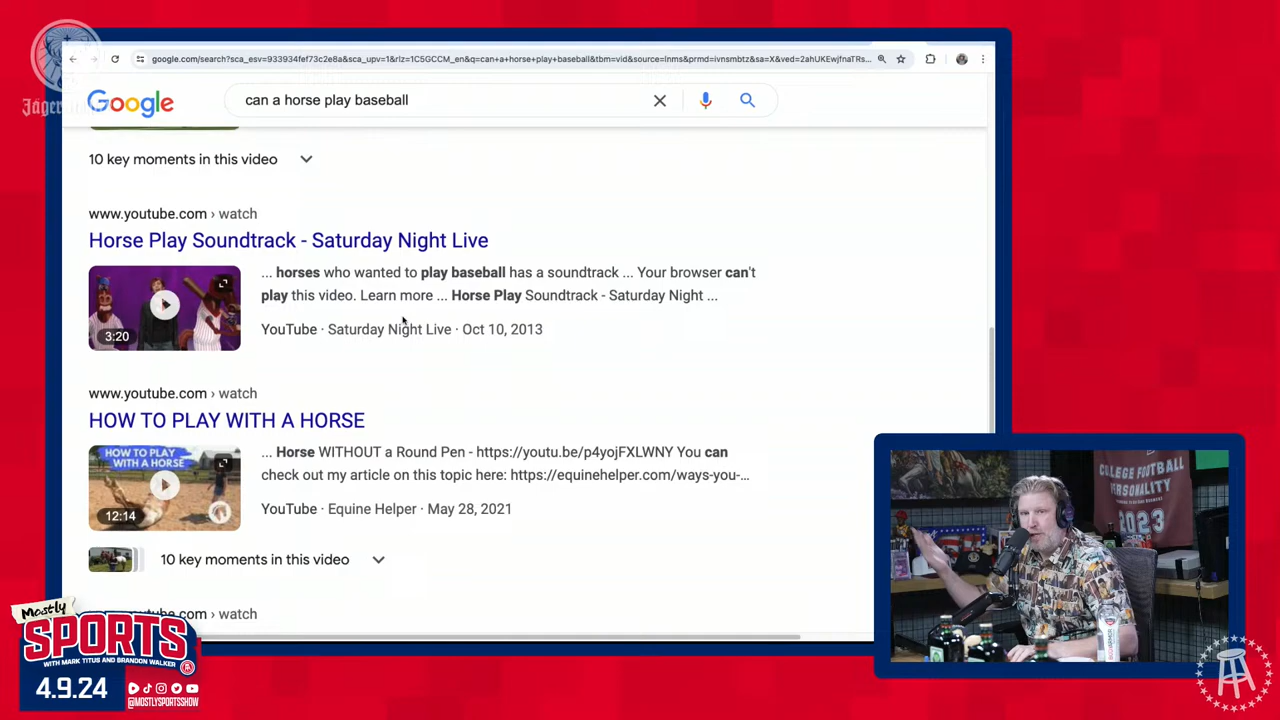 google.com/search?sca_esv=933934fef73c2e8a&sca_upv=1&rlz=1C5GCCM_en&q=can+a+horse+play+baseball&tbm=vid&source=lnms&prmd=ivnsmbtz&sa=X&ved=2ahUKEwjfnaTRs...
Google
can a horse play baseball
10 key moments in this video
www.youtube.com › watch
Horse Play Soundtrack - Saturday Night Live
... horses who wanted to play baseball has a soundtrack ... Your browser can't
play this video. Learn more ... Horse Play Soundtrack - Saturday Night ...
3:20
YouTube · Saturday Night Live · Oct 10, 2013
www.youtube.com › watch
HOW TO PLAY WITH A HORSE
HOW TO PLAY
WITH A HORSE
... Horse WITHOUT a Round Pen - https://youtu.be/p4yojFXLWNY You can
check out my article on this topic here: https://equinehelper.com/ways-you-...
12:14
YouTube · Equine Helper · May 28, 2021
10 key moments in this video
youtube.com › watch
COLLEGE FOOTBALL
PERSONALITY
2023
Mostly
SPORTS
WITH MARK TITUS AND BRANDON WALKER
4.9.24
@MOSTLYSPORTSSHOW